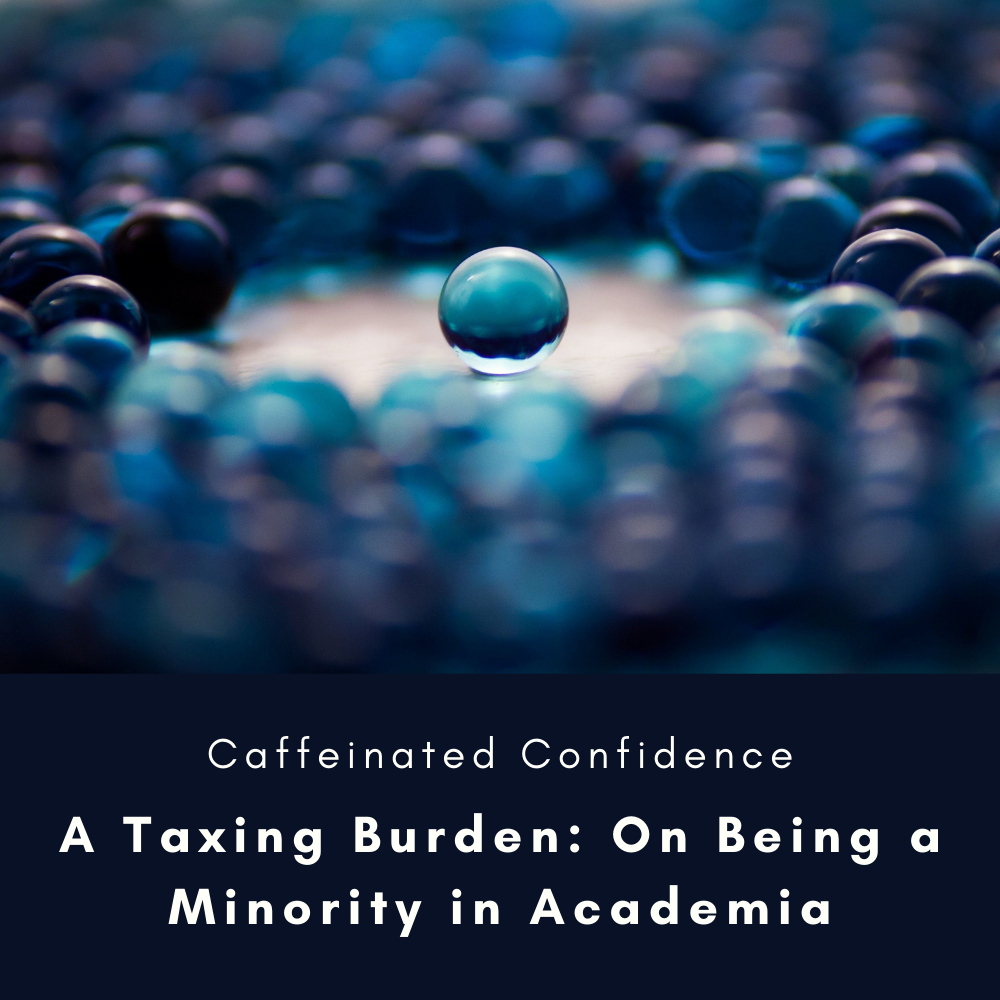 Caffeinated Confidence
A Taxing Burden: On Being a
Minority in Academia